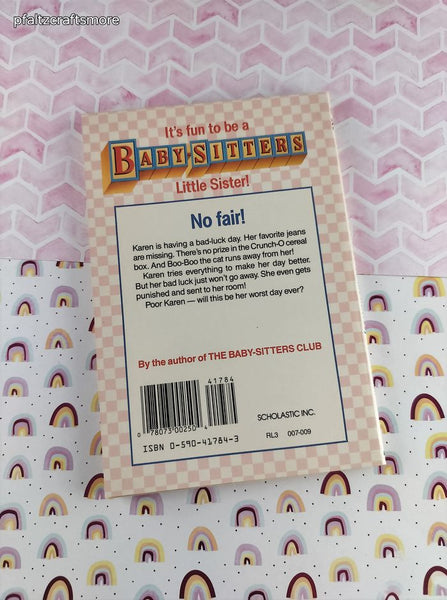 pfaltzcraftsmore
It's fun to be a
BABY-SITTERS
Little Sister!
No fair!
Karen is having a bad-luck day. Her favorite jeans
are missing. There's no prize in the Crunch-O cereal
box. And Boo-Boo the cat runs away from her!
Karen tries everything to make her day better.
But her bad luck just won't go away. She even gets
punished and sent to her room!
Poor Karen — will this be her worst day ever?
By the author of THE BABY-SITTERS CLUB
41784
0 78073 00250 4
ISBN 0-590-41784-3
SCHOLASTIC INC.
RL3 007-009